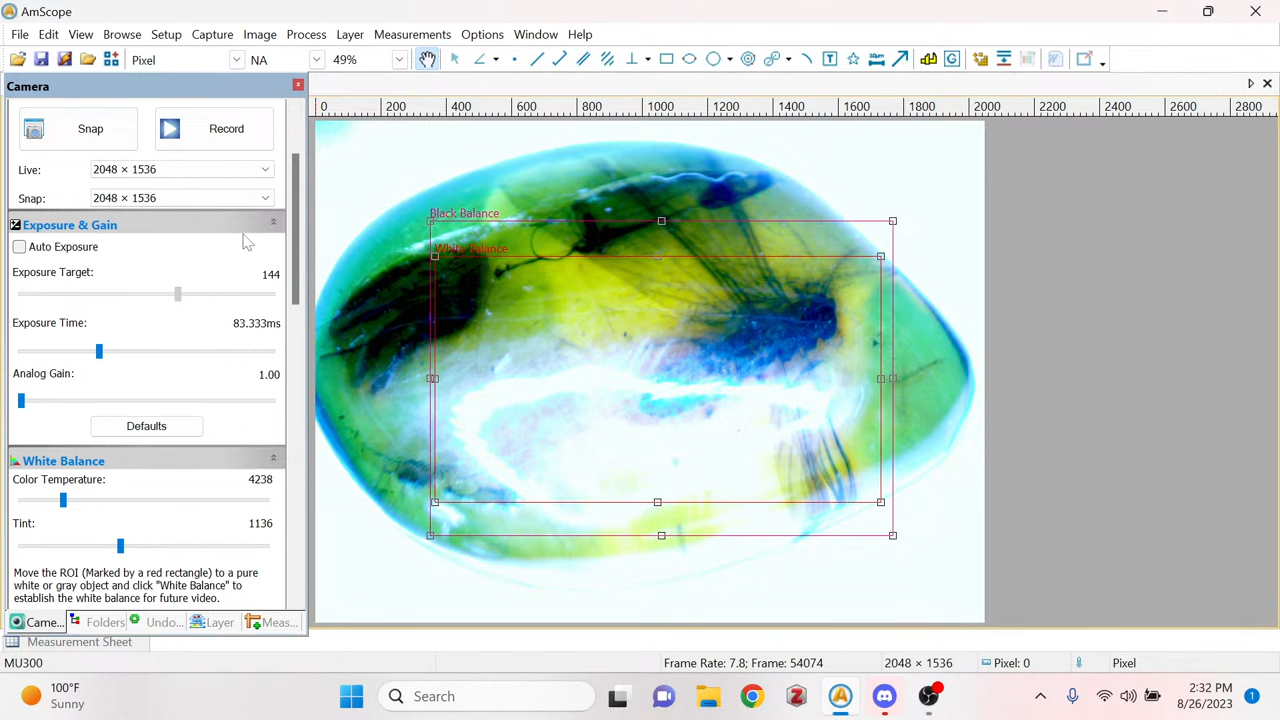 AmScope
File Edit View Browse Setup Capture Image Process Layer Measurements Options Window Help
Pixel NA 49%
Camera
0 200 400 600 800 1000 1200 1400 1600 1800 2000 2200 2400 2600 2800
Snap Record
Live: 2048 × 1536
Snap: 2048 × 1536
Exposure & Gain
Auto Exposure
Exposure Target: 144
Exposure Time: 83.333ms
Analog Gain: 1.00
Defaults
White Balance
Color Temperature: 4238
Tint: 1136
Move the ROI (Marked by a red rectangle) to a pure
white or gray object and click "White Balance" to
establish the white balance for future video.
Came... Folders Undo... Layer Meas...
Black Balance
White Balance
Measurement Sheet
MU300 Frame Rate: 7.8; Frame: 54074 2048 × 1536 Pixel: 0 Pixel
100°F
Sunny
Search
2:32 PM
8/26/2023
1